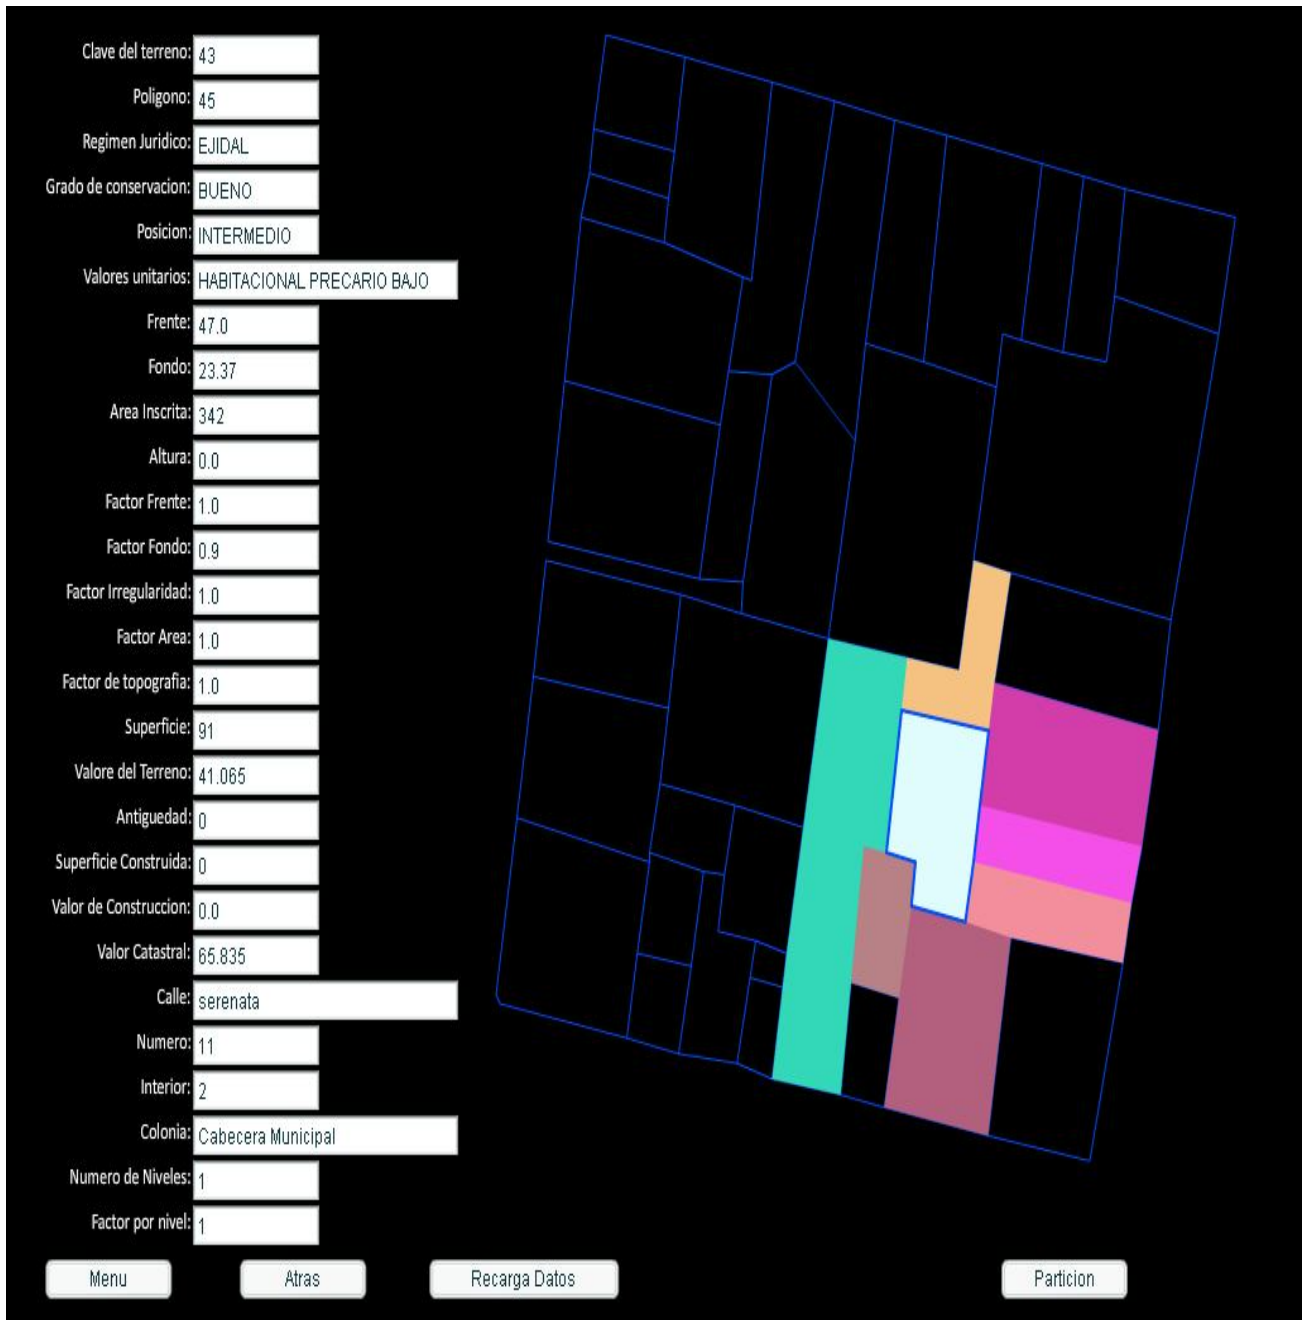 Clave del terreno: 43
Poligono: 45
Regimen Juridico: EJIDAL
Grado de conservacion: BUENO
Posicion: INTERMEDIO
Valores unitarios: HABITACIONAL PRECARIO BAJO
Frente: 47.0
Fondo: 23.37
Area Inscrita: 342
Altura: 0.0
Factor Frente: 1.0
Factor Fondo: 0.9
Factor Irregularidad: 1.0
Factor Area: 1.0
Factor de topografia: 1.0
Superficie: 91
Valore del Terreno: 41.065
Antiguedad: 0
Superficie Construida: 0
Valor de Construccion: 0.0
Valor Catastral: 65.835
Calle: serenata
Numero: 11
Interior: 2
Colonia: Cabecera Municipal
Numero de Niveles: 1
Factor por nivel: 1
Menu Atras Recarga Datos Particion